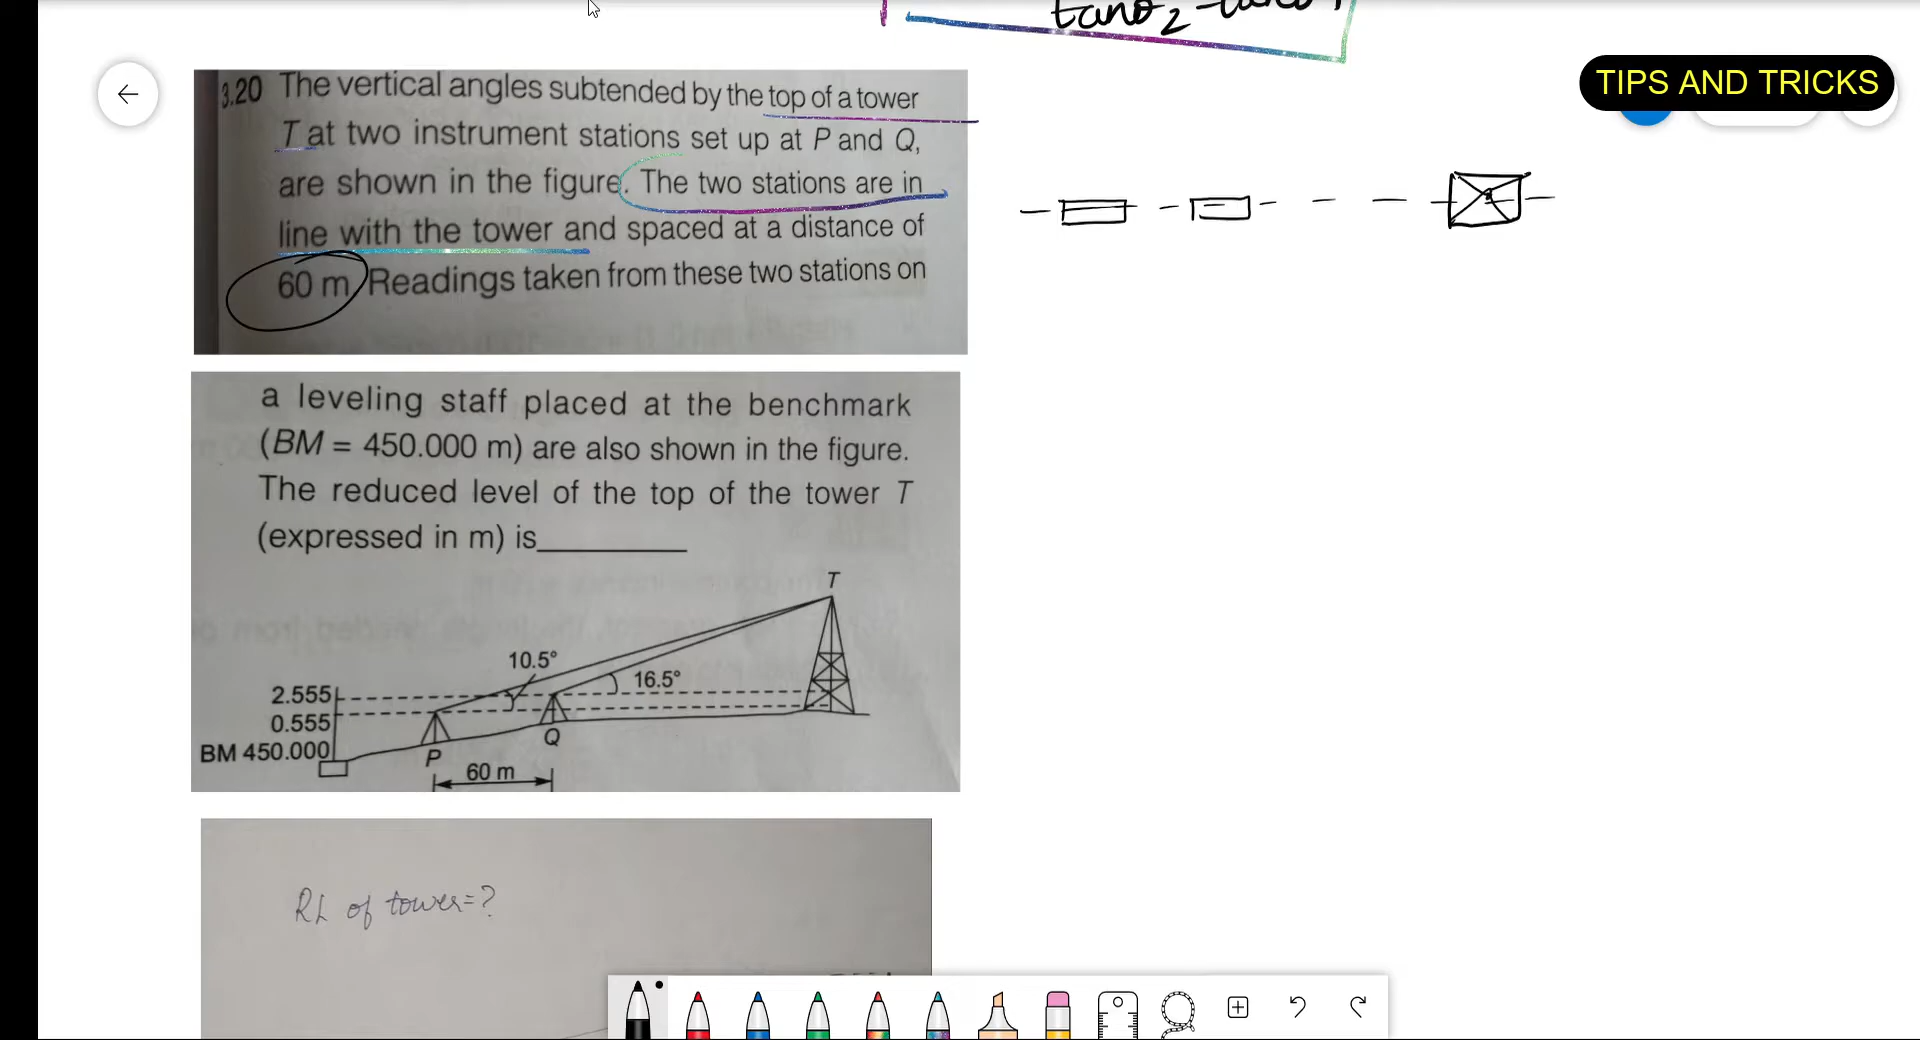 TIPS AND TRICKS
3.20 The vertical angles subtended by the top of a tower
T at two instrument stations set up at P and Q,
are shown in the figure. The two stations are in
line with the tower and spaced at a distance of
60 m. Readings taken from these two stations on
a leveling staff placed at the benchmark
(BM = 450.000 m) are also shown in the figure.
The reduced level of the top of the tower T
(expressed in m) is
T
10.5°
16.5°
2.555
0.555
BM 450.000
P
Q
60 m
RL of tower=?